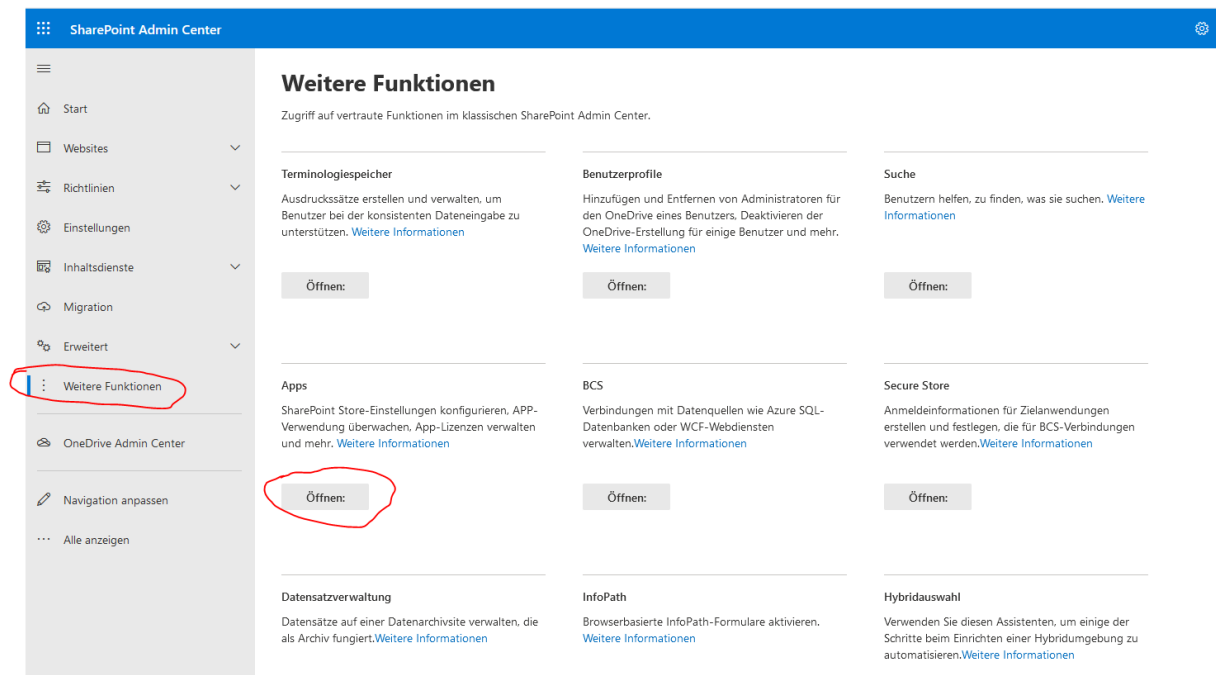 SharePoint Admin Center
Start
Websites
Richtlinien
Einstellungen
Inhaltsdienste
Migration
Erweitert
Weitere Funktionen
OneDrive Admin Center
Navigation anpassen
Alle anzeigen
Weitere Funktionen
Zugriff auf vertraute Funktionen im klassischen SharePoint Admin Center.
Terminologiespeicher
Ausdruckssätze erstellen und verwalten, um
Benutzer bei der konsistenten Dateneingabe zu
unterstützen. Weitere Informationen
Öffnen:
Benutzerprofile
Hinzufügen und Entfernen von Administratoren für
den OneDrive eines Benutzers, Deaktivieren der
OneDrive-Erstellung für einige Benutzer und mehr.
Weitere Informationen
Öffnen:
Suche
Benutzern helfen, zu finden, was sie suchen. Weitere
Informationen
Öffnen:
Apps
SharePoint Store-Einstellungen konfigurieren, APP-
Verwendung überwachen, App-Lizenzen verwalten
und mehr. Weitere Informationen
Öffnen:
BCS
Verbindungen mit Datenquellen wie Azure SQL-
Datenbanken oder WCF-Webdiensten
verwalten.Weitere Informationen
Öffnen:
Secure Store
Anmeldeinformationen für Zielanwendungen
erstellen und festlegen, die für BCS-Verbindungen
verwendet werden.Weitere Informationen
Öffnen:
Datensatzverwaltung
Datensätze auf einer Datenarchivsite verwalten, die
als Archiv fungiert.Weitere Informationen
InfoPath
Browserbasierte InfoPath-Formulare aktivieren.
Weitere Informationen
Hybridauswahl
Verwenden Sie diesen Assistenten, um einige der
Schritte beim Einrichten einer Hybridumgebung zu
automatisieren.Weitere Informationen